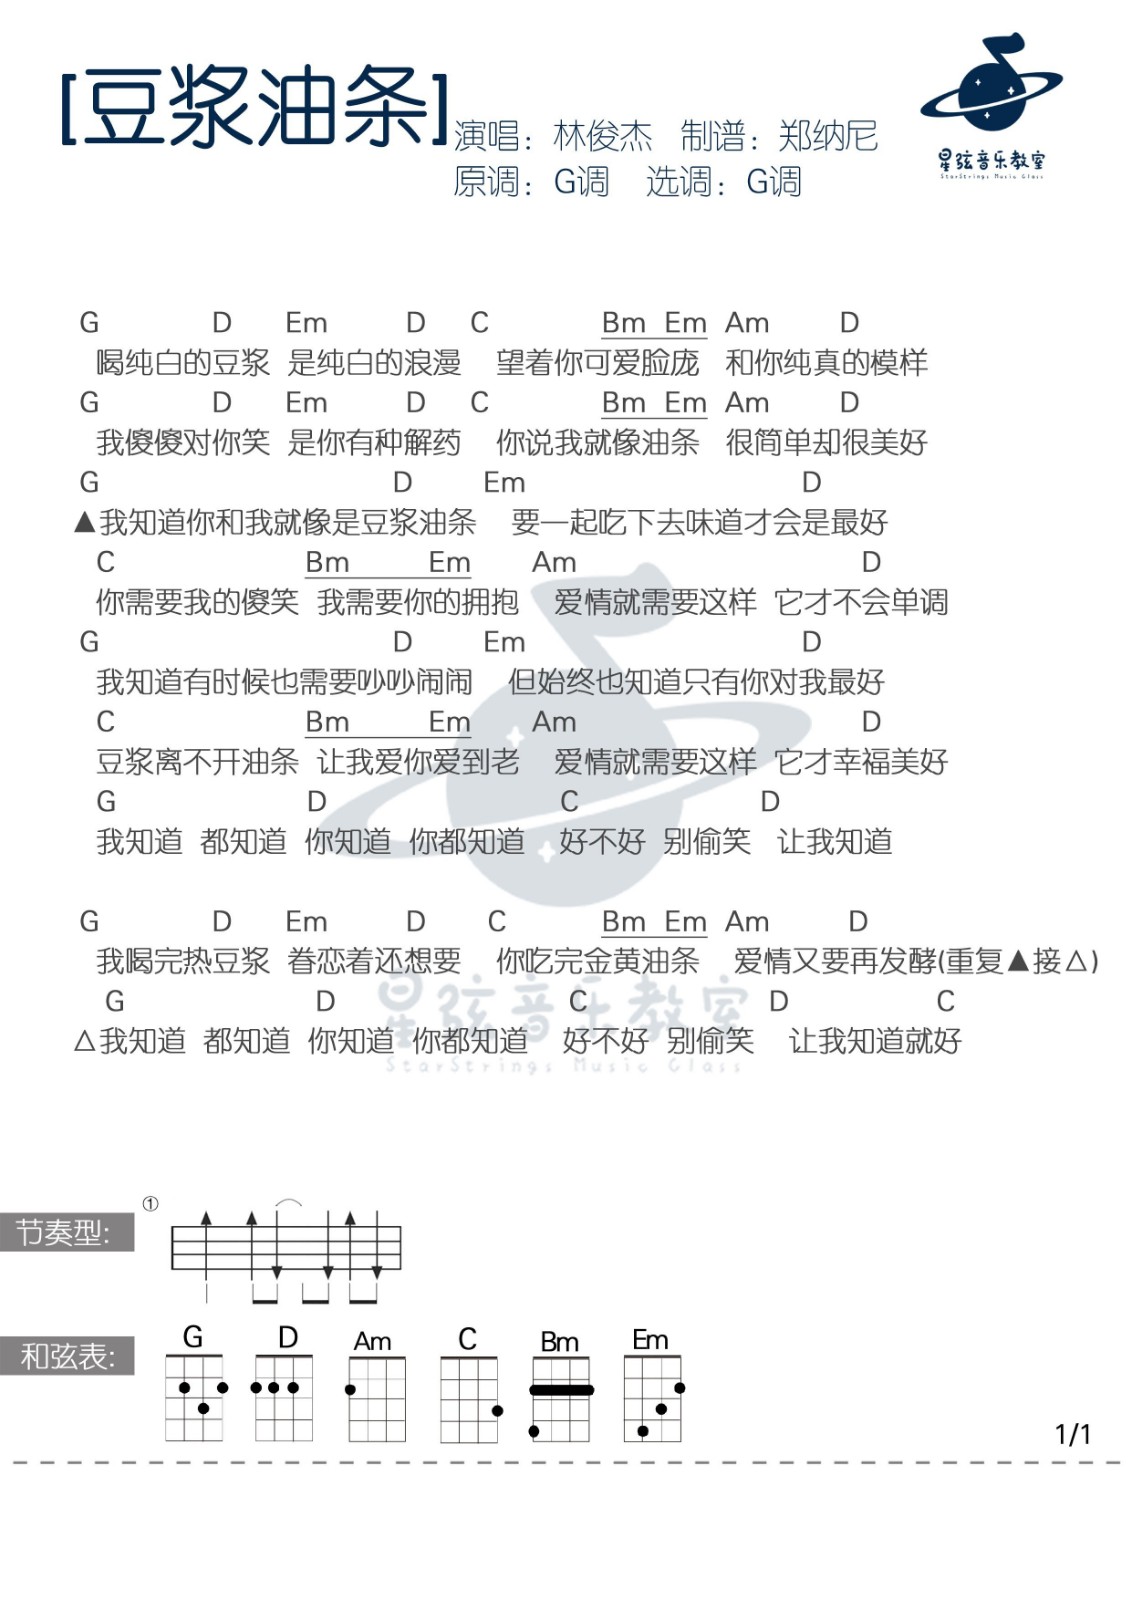 [豆浆油条]
演唱：林俊杰 制谱：郑纳尼
原调：G调 选调：G调
星弦音乐教室
StarStrings Music Class
G D Em D C Bm Em Am D
喝纯白的豆浆 是纯白的浪漫 望着你可爱脸庞 和你纯真的模样
G D Em D C Bm Em Am D
我傻傻对你笑 是你有种解药 你说我就像油条 很简单却很美好
G D Em D
▲我知道你和我就像是豆浆油条 要一起吃下去味道才会是最好
C Bm Em Am D
你需要我的傻笑 我需要你的拥抱 爱情就需要这样 它才不会单调
G D Em D
我知道有时候也需要吵吵闹闹 但始终也知道只有你对我最好
C Bm Em Am D
豆浆离不开油条 让我爱你爱到老 爱情就需要这样 它才幸福美好
G D C D
我知道 都知道 你知道 你都知道 好不好 别偷笑 让我知道
G D Em D C Bm Em Am D
我喝完热豆浆 眷恋着还想要 你吃完金黄油条 爱情又要再发酵(重复▲接△)
G D C D C
△我知道 都知道 你知道 你都知道 好不好 别偷笑 让我知道就好
星弦音乐教室
StarStrings Music Class
节奏型: ①
和弦表: G D Am C Bm Em
1/1